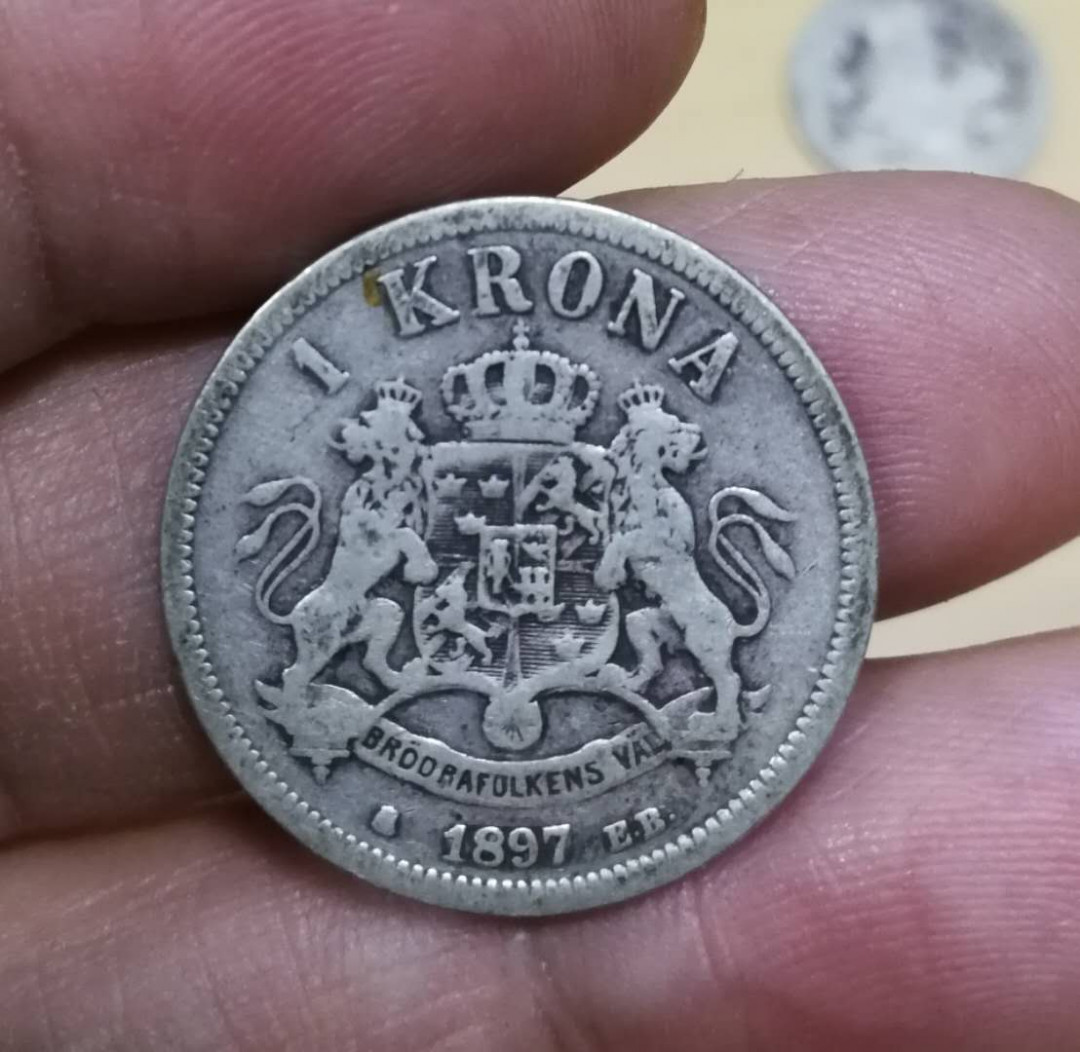 1 KRONA
BRÖDRAFOLKENS VÄL
1897 E.B.